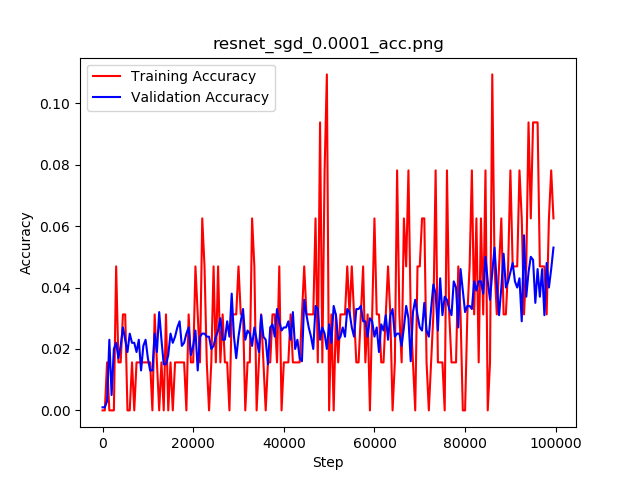 resnet_sgd_0.0001_acc.png
Training Accuracy
Validation Accuracy
Accuracy
0.10
0.08
0.06
0.04
0.02
0.00
0 20000 40000 60000 80000 100000
Step